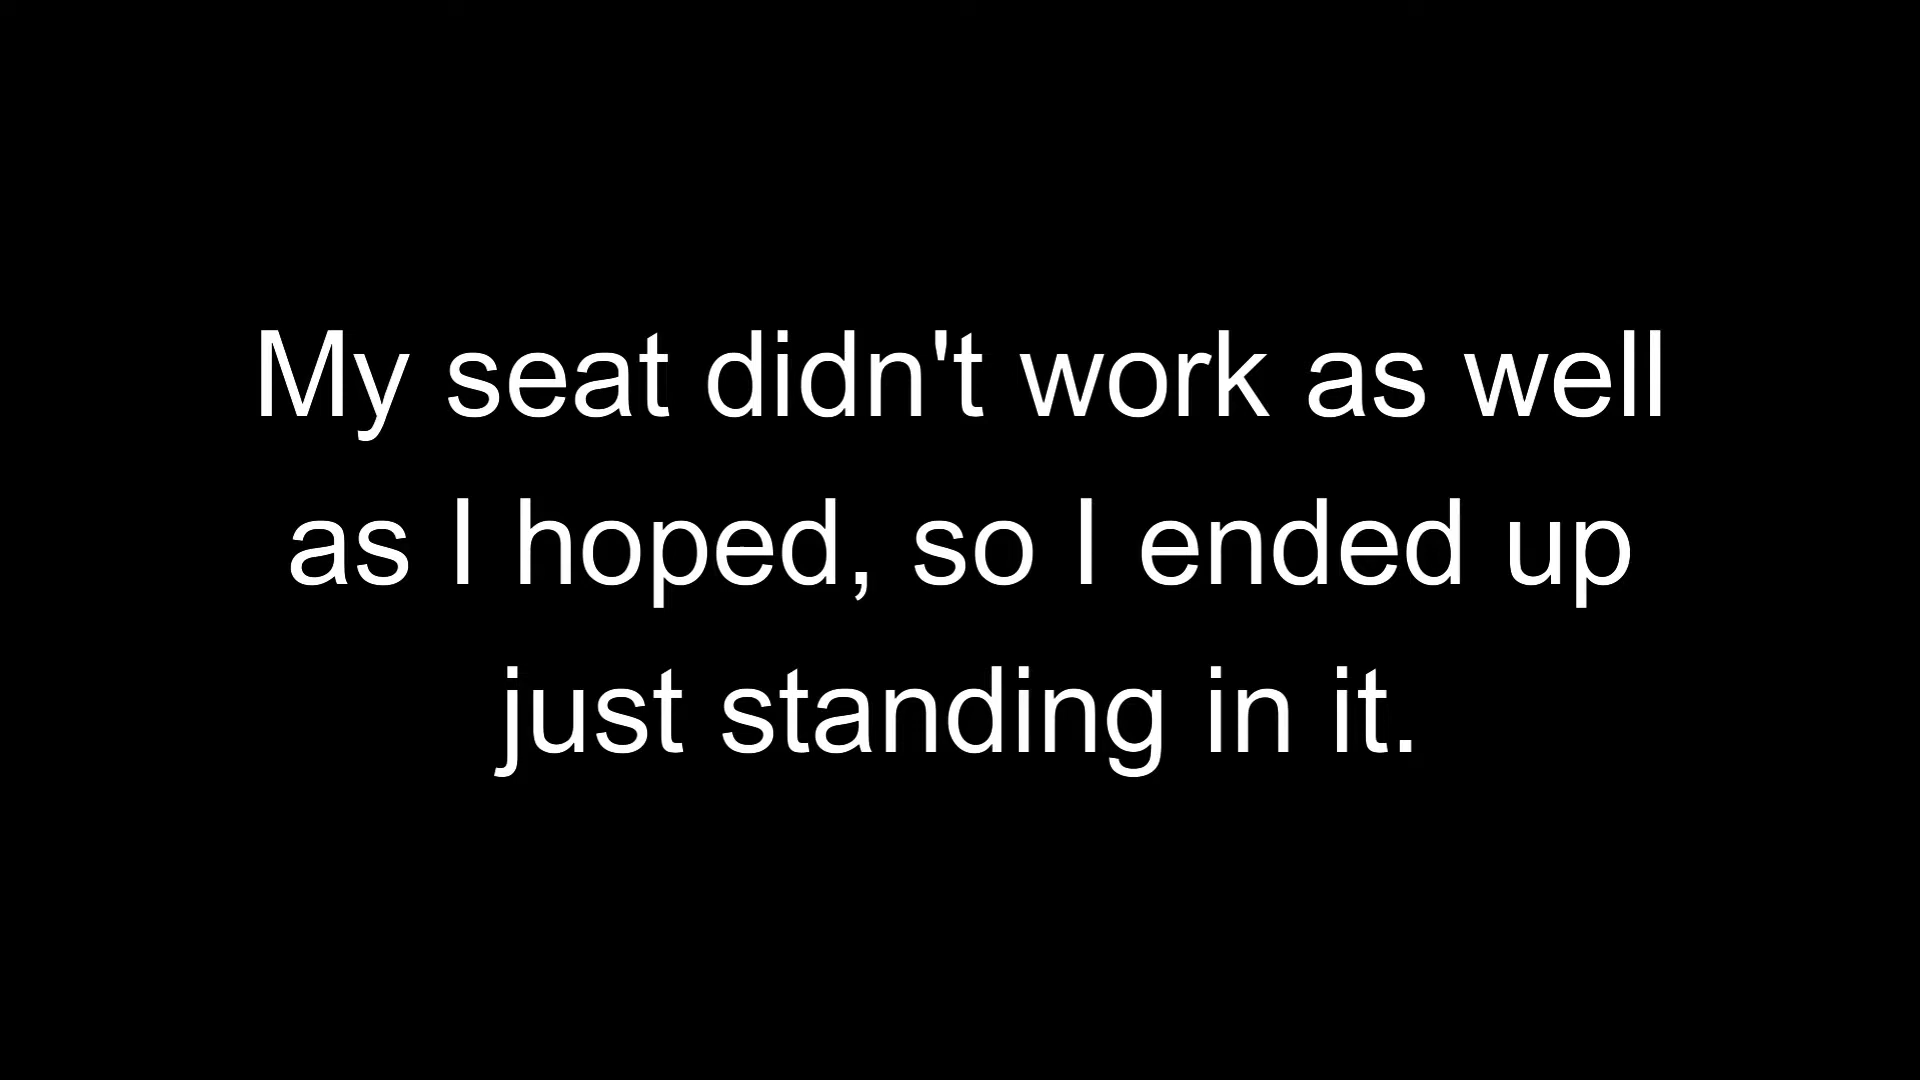 My seat didn't work as well
as I hoped, so I ended up
just standing in it.